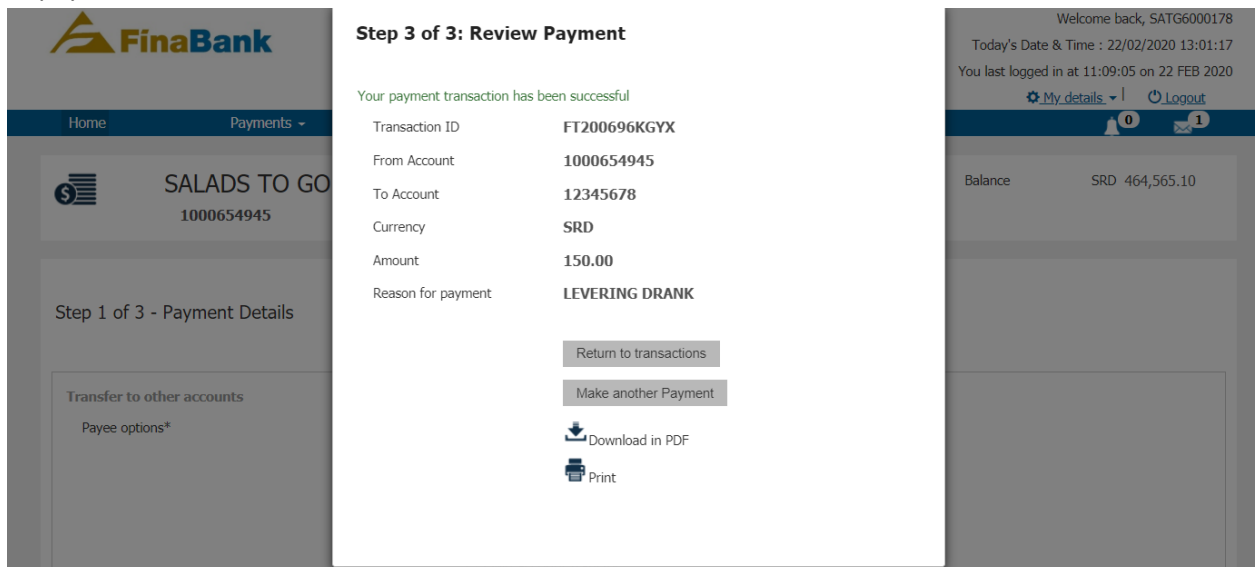 FinaBank
Welcome back, SATG6000178
Today's Date & Time : 22/02/2020 13:01:17
You last logged in at 11:09:05 on 22 FEB 2020
My details | Logout
Home Payments 0 1
SALADS TO GO
1000654945
Balance SRD 464,565.10
Step 1 of 3 - Payment Details
Transfer to other accounts
Payee options*
Step 3 of 3: Review Payment
Your payment transaction has been successful
Transaction ID FT200696KGYX
From Account 1000654945
To Account 12345678
Currency SRD
Amount 150.00
Reason for payment LEVERING DRANK
Return to transactions
Make another Payment
Download in PDF
Print